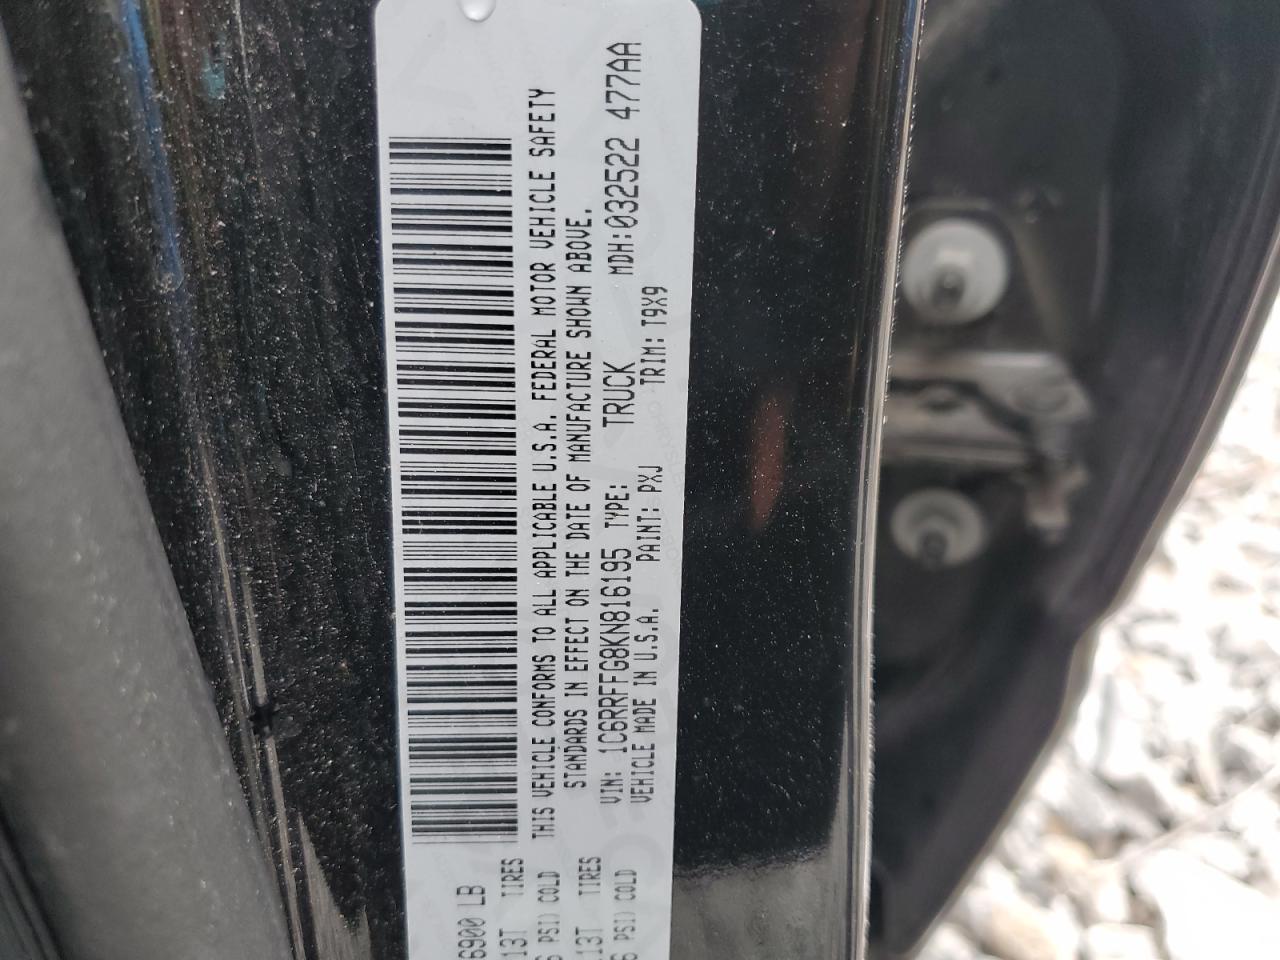 6900 LB
13T TIRES
6 PSI) COLD
.13T TIRES
6 PSI) COLD
THIS VEHICLE CONFORMS TO ALL APPLICABLE U.S.A. FEDERAL MOTOR VEHICLE SAFETY
STANDARDS IN EFFECT ON THE DATE OF MANUFACTURE SHOWN ABOVE.
VIN: 1C6RRFFG8KN816195 TYPE: TRUCK MDH:032522 477AA
VEHICLE MADE IN U.S.A. PAINT: PXJ TRIM: T9X9